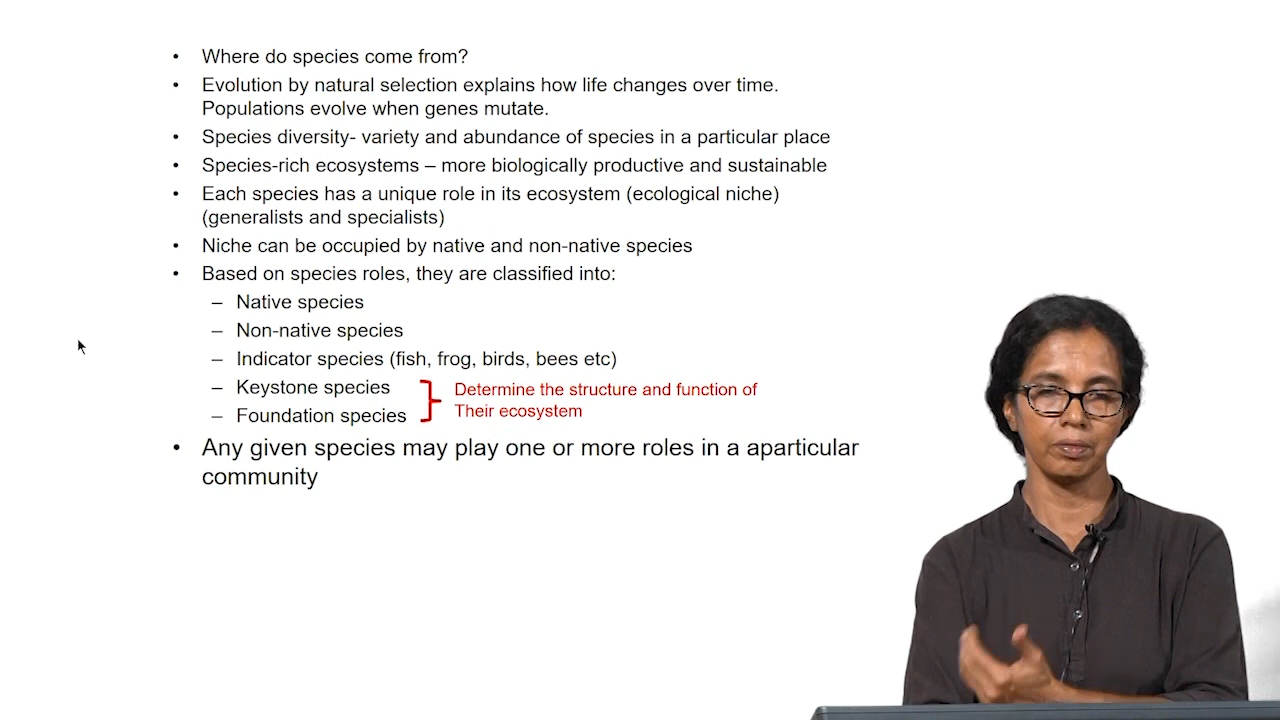 • Where do species come from?
• Evolution by natural selection explains how life changes over time.
Populations evolve when genes mutate.
• Species diversity- variety and abundance of species in a particular place
• Species-rich ecosystems – more biologically productive and sustainable
• Each species has a unique role in its ecosystem (ecological niche)
(generalists and specialists)
• Niche can be occupied by native and non-native species
• Based on species roles, they are classified into:
– Native species
– Non-native species
– Indicator species (fish, frog, birds, bees etc)
– Keystone species
– Foundation species
Determine the structure and function of
Their ecosystem
• Any given species may play one or more roles in a aparticular
community